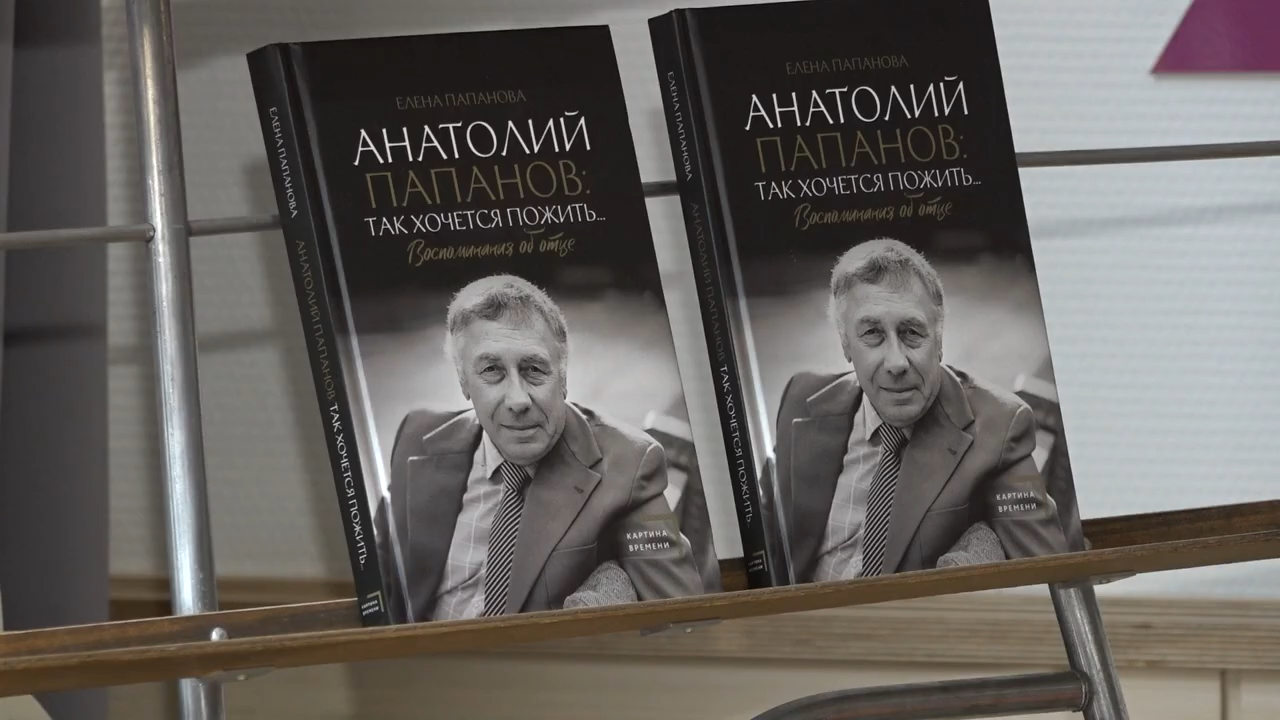 ЕЛЕНА ПАПАНОВА
АНАТОЛИЙ
ПАПАНОВ:
ТАК ХОЧЕТСЯ ПОЖИТЬ...
Воспоминания об отце
КАРТИНА
ВРЕМЕНИ
ЕЛЕНА ПАПАНОВА АНАТОЛИЙ ПАПАНОВ: ТАК ХОЧЕТСЯ ПОЖИТЬ...
КАРТИНА
ВРЕМЕНИ
ЕЛЕНА ПАПАНОВА
АНАТОЛИЙ
ПАПАНОВ:
ТАК ХОЧЕТСЯ ПОЖИТЬ...
Воспоминания об отце
КАРТИНА
ВРЕМЕНИ
ЕЛЕНА ПАПАНОВА АНАТОЛИЙ ПАПАНОВ: ТАК ХОЧЕТСЯ ПОЖИТЬ...